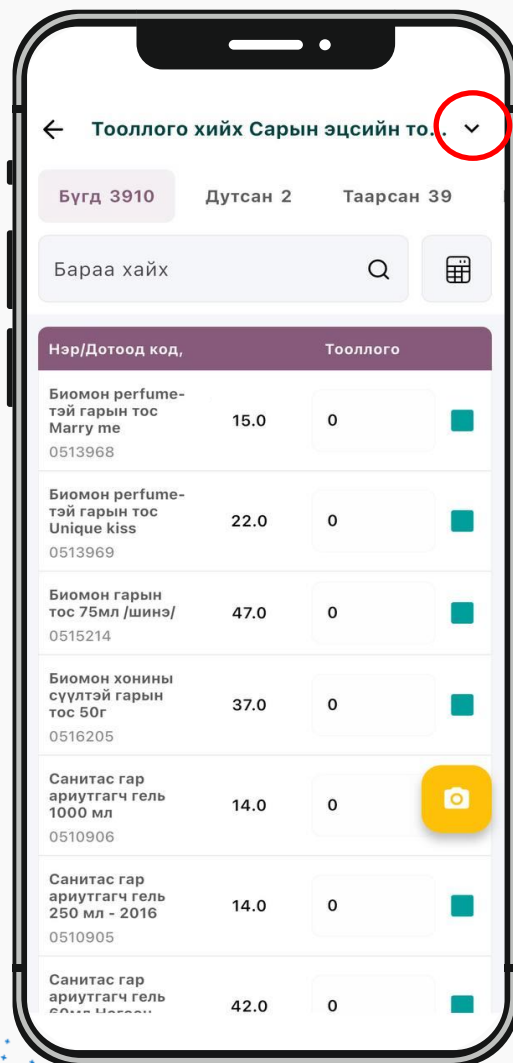 Тооллого хийх Сарын эцсийн то...
Бүгд 3910 Дутсан 2 Таарсан 39
Бараа хайх
Нэр/Дотоод код, Тооллого
Биомон perfume-
тэй гарын тос
Marry me
15.0 0
0513968
Биомон perfume-
тэй гарын тос
Unique kiss
22.0 0
0513969
Биомон гарын
тос 75мл /шинэ/
47.0 0
0515214
Биомон хонины
сүүлтэй гарын
тос 50г
37.0 0
0516205
Санитас гар
ариутгагч гель
1000 мл
14.0 0
0510906
Санитас гар
ариутгагч гель
250 мл - 2016
14.0 0
0510905
Санитас гар
ариутгагч гель
42.0 0